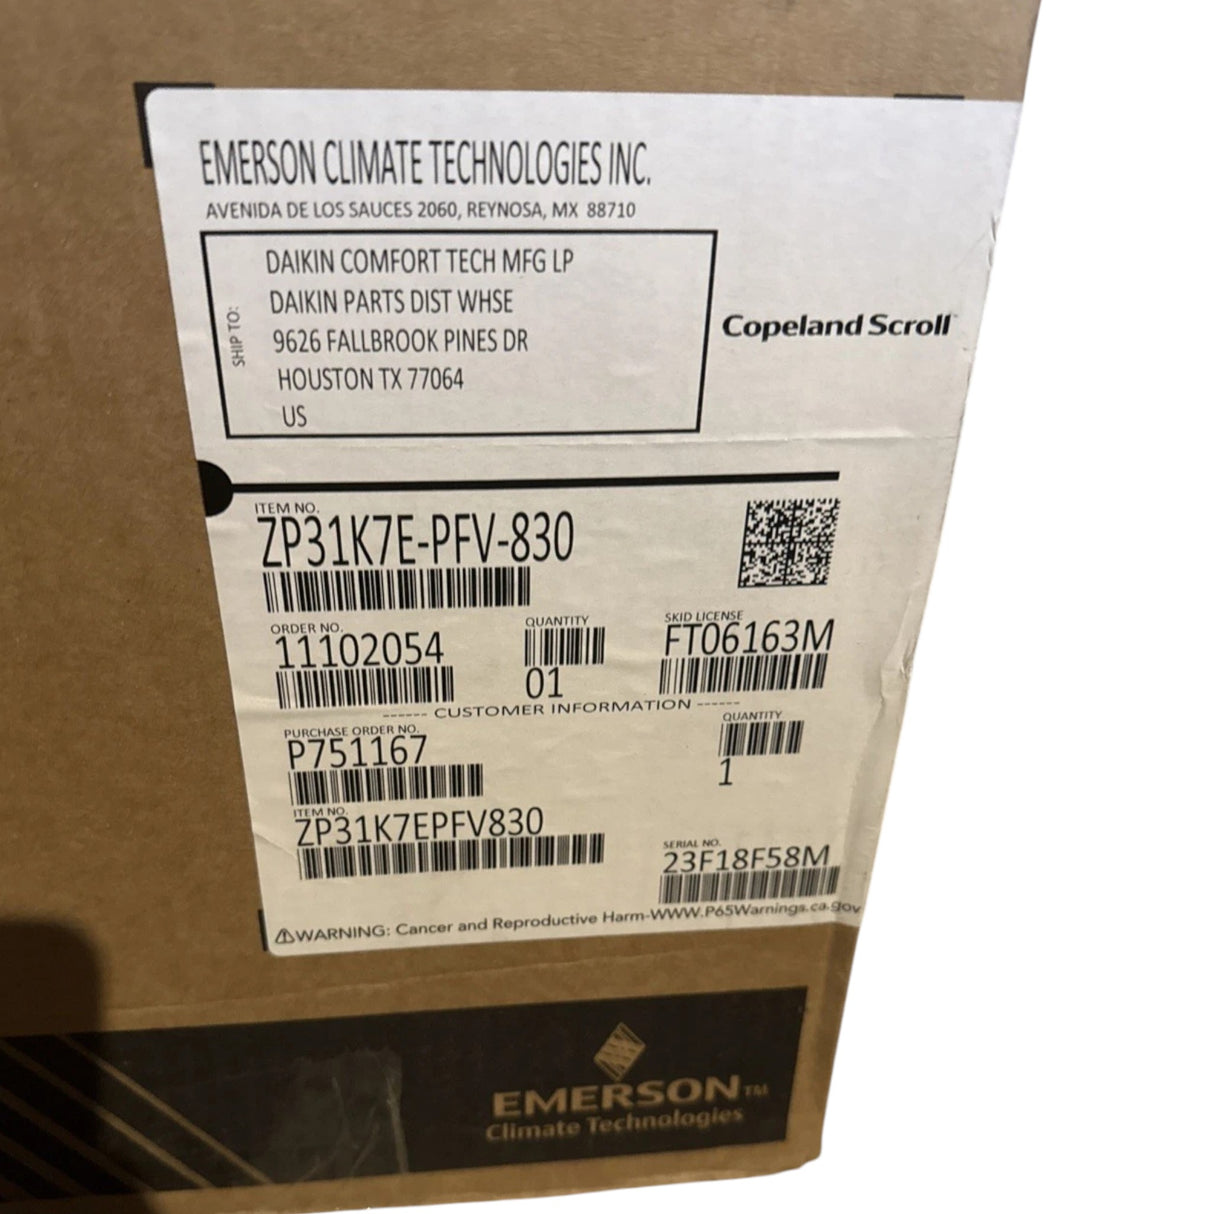 EMERSON CLIMATE TECHNOLOGIES INC.
AVENIDA DE LOS SAUCES 2060, REYNOSA, MX 88710
SHIP TO:
DAIKIN COMFORT TECH MFG LP
DAIKIN PARTS DIST WHSE
9626 FALLBROOK PINES DR
HOUSTON TX 77064
US
Copeland Scroll™
ITEM NO.
ZP31K7E-PFV-830
ORDER NO.
11102054
QUANTITY
01
SKID LICENSE
FT06163M
------ CUSTOMER INFORMATION ------
PURCHASE ORDER NO.
P751167
QUANTITY
1
ITEM NO.
ZP31K7EPFV830
SERIAL NO.
23F18F58M
⚠WARNING: Cancer and Reproductive Harm-WWW.P65Warnings.ca.gov
EMERSON™
Climate Technologies